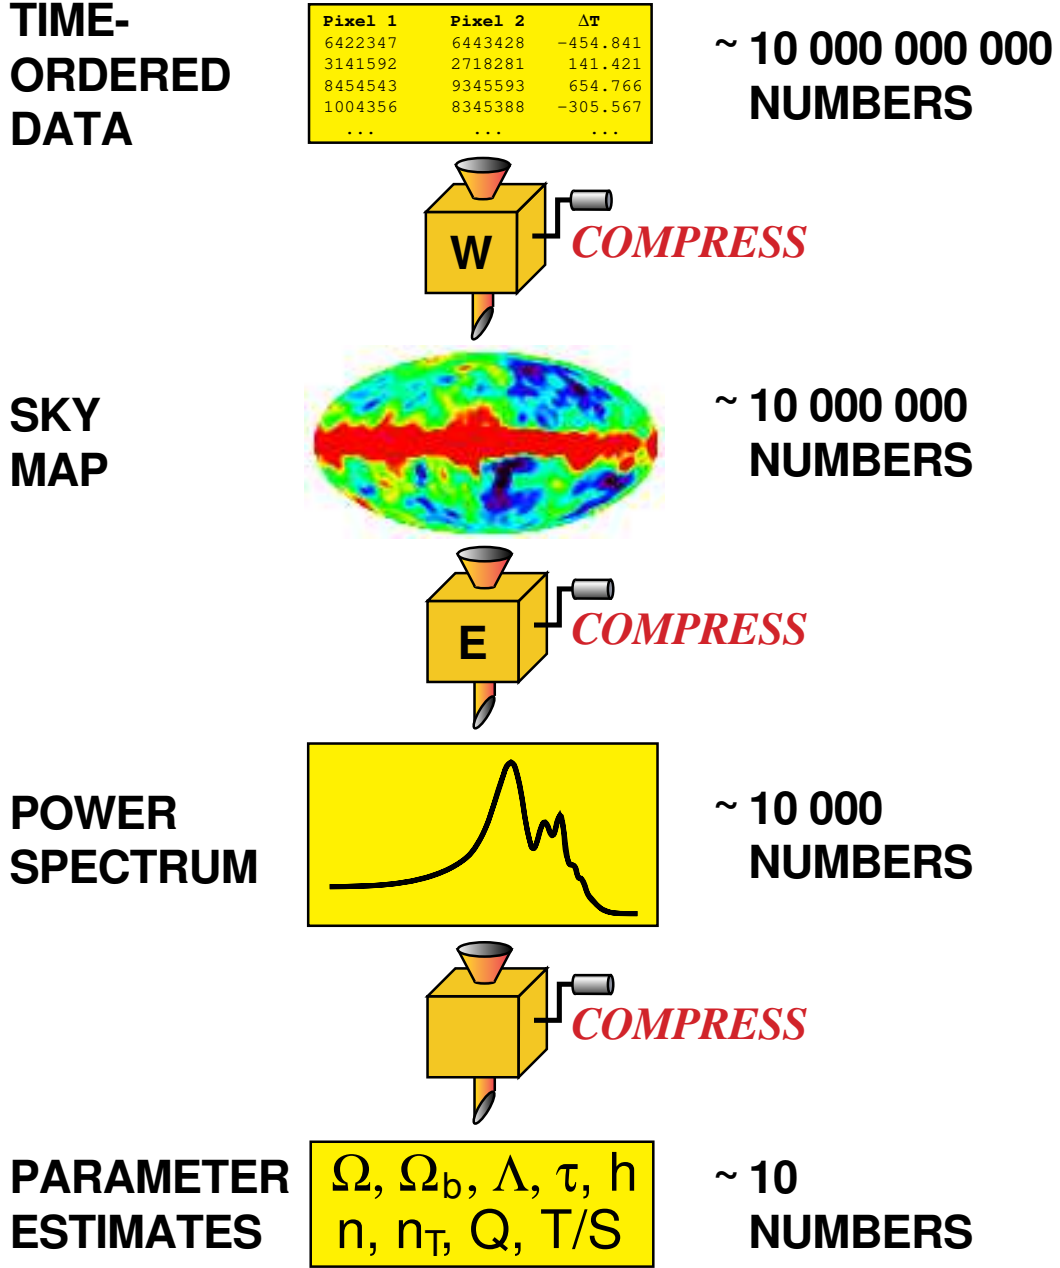 TIME-
ORDERED
DATA
Pixel 1 Pixel 2 ΔT
6422347 6443428 −454.841
3141592 2718281 141.421
8454543 9345593 654.766
1004356 8345388 −305.567
... ... ...
~ 10 000 000 000
NUMBERS
W
COMPRESS
SKY
MAP
~ 10 000 000
NUMBERS
E
COMPRESS
POWER
SPECTRUM
~ 10 000
NUMBERS
COMPRESS
PARAMETER
ESTIMATES
Ω, Ωb, Λ, τ, h
n, nT, Q, T/S
~ 10
NUMBERS